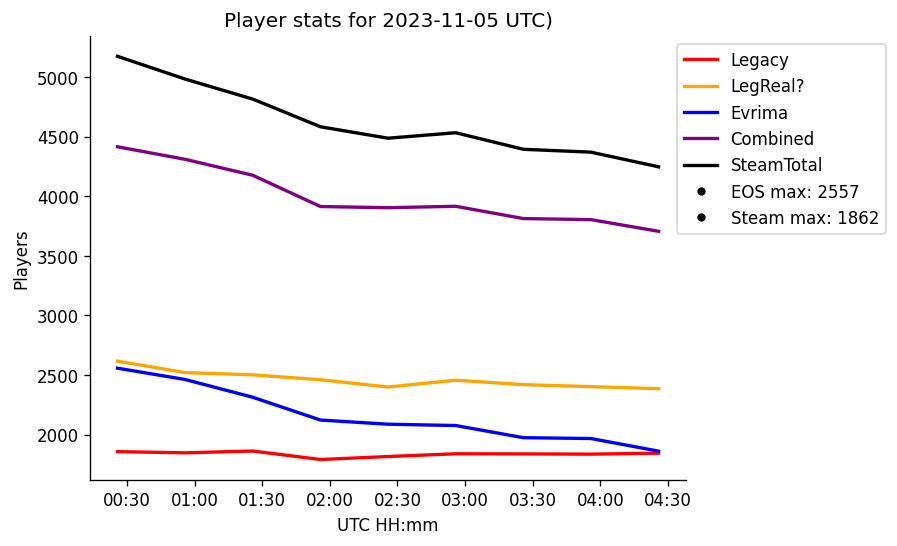 Player stats for 2023-11-05 UTC)
Legacy
LegReal?
Evrima
Combined
SteamTotal
EOS max: 2557
Steam max: 1862
Players
5000
4500
4000
3500
3000
2500
2000
00:30 01:00 01:30 02:00 02:30 03:00 03:30 04:00 04:30
UTC HH:mm